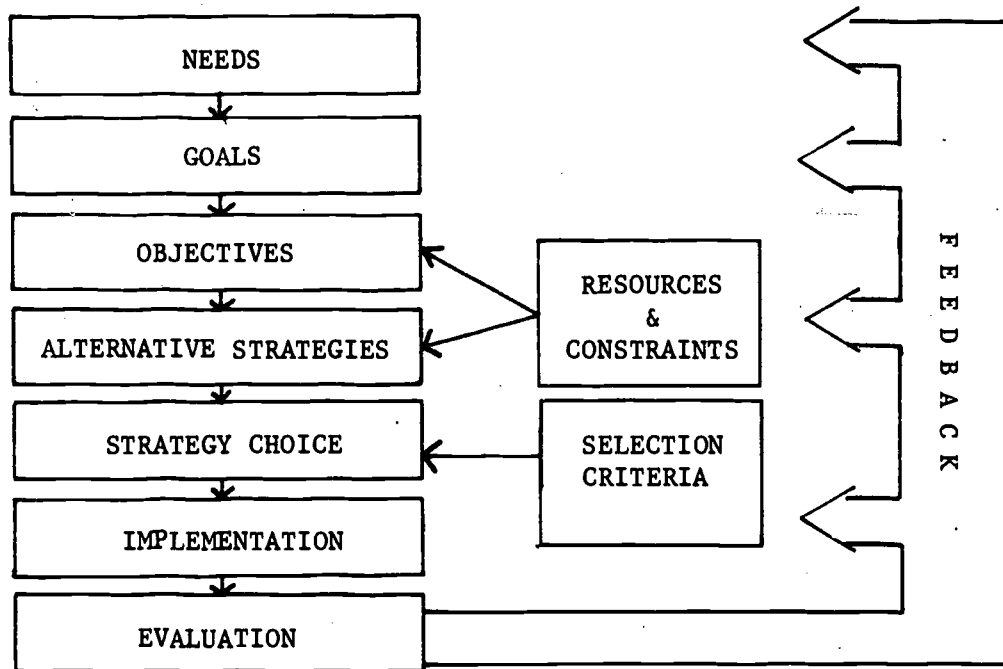 NEEDS
GOALS
OBJECTIVES
ALTERNATIVE STRATEGIES
STRATEGY CHOICE
IMPLEMENTATION
EVALUATION
RESOURCES
&
CONSTRAINTS
SELECTION
CRITERIA
FEEDBACK